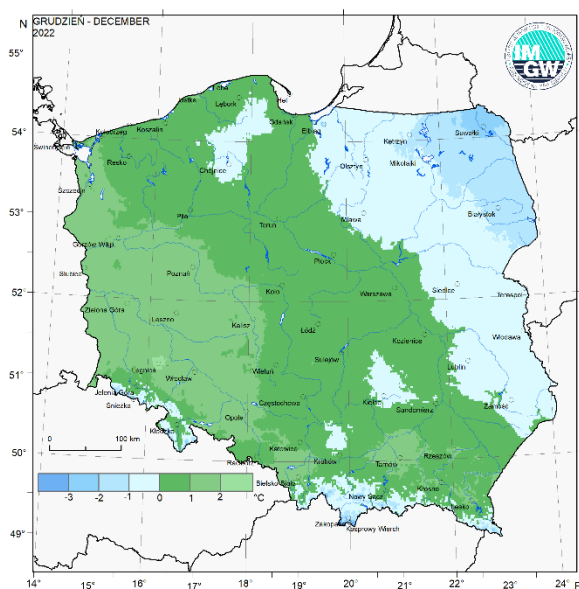 N
GRUDZIEŃ - DECEMBER
2022
IM
GW
55°
Łeba
Ustka
Lębork
Hel
Gdańsk
Elbląg
Suwałki
Kołobrzeg
Koszalin
54°
Kętrzyn
Świnoujście
Resko
Chojnice
Olsztyn
Mikołajki
Szczecin
53°
Piła
Toruń
Mława
Białystok
Gorzów Wlkp.
Płock
Słubice
Poznań
Koło
Warszawa
Siedlce
Terespol
52°
Zielona Góra
Leszno
Kalisz
Łódź
Kozienice
Włodawa
Sulejów
Lublin
51°
Legnica
Wrocław
Wieluń
Jelenia Góra
Śnieżka
Częstochowa
Kielce
Sandomierz
Zamość
Opole
Kłodzko
0
100 km
Katowice
Kraków
Tarnów
Rzeszów
50°
Racibórz
Bielsko Biała
Nowy Sącz
Krosno
Lesko
-3
-2
-1
0
1
2
°C
Zakopane
Kasprowy Wierch
49°
14°
15°
16°
17°
18°
19°
20°
21°
22°
23°
24°